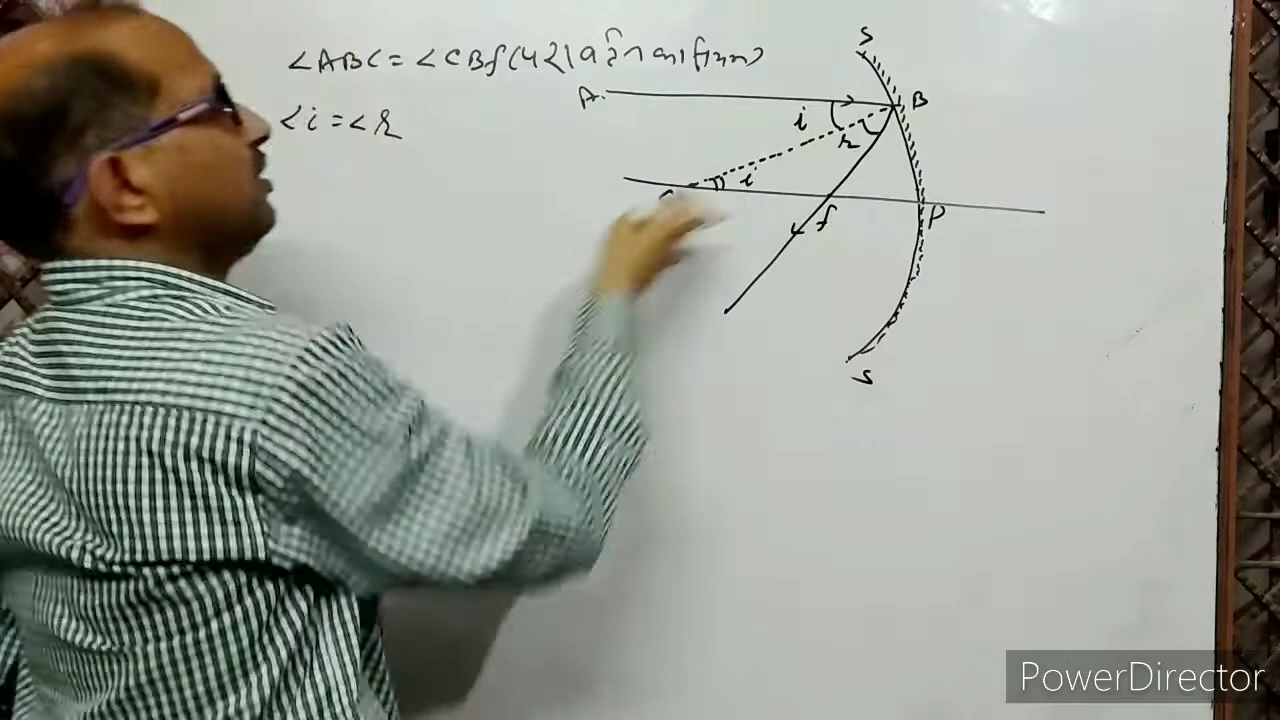 ∠ABC = ∠CBf (परावर्तन का नियम)
∠i = ∠r
S
A
B
i
r
i
C
f
P
S
PowerDirector